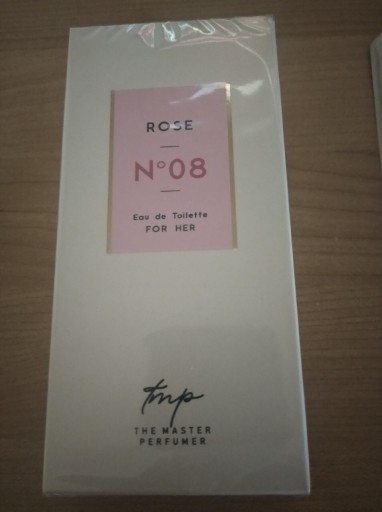 ROSE
N°08
Eau de Toilette
FOR HER
tmp
THE MASTER
PERFUMER